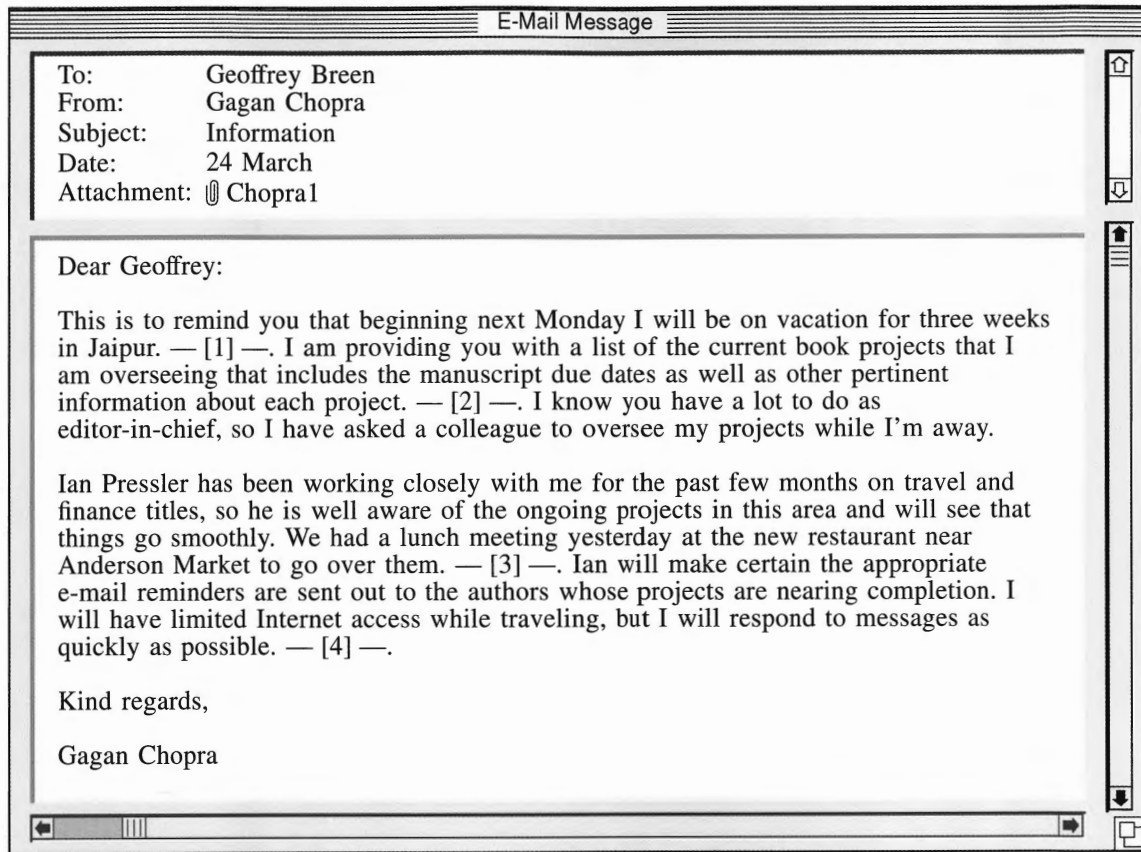 E-Mail Message
To: Geoffrey Breen
From: Gagan Chopra
Subject: Information
Date: 24 March
Attachment: Chopra1
Dear Geoffrey:
This is to remind you that beginning next Monday I will be on vacation for three weeks
in Jaipur. — [1] —. I am providing you with a list of the current book projects that I
am overseeing that includes the manuscript due dates as well as other pertinent
information about each project. — [2] —. I know you have a lot to do as
editor-in-chief, so I have asked a colleague to oversee my projects while I'm away.
Ian Pressler has been working closely with me for the past few months on travel and
finance titles, so he is well aware of the ongoing projects in this area and will see that
things go smoothly. We had a lunch meeting yesterday at the new restaurant near
Anderson Market to go over them. — [3] —. Ian will make certain the appropriate
e-mail reminders are sent out to the authors whose projects are nearing completion. I
will have limited Internet access while traveling, but I will respond to messages as
quickly as possible. — [4] —.
Kind regards,
Gagan Chopra